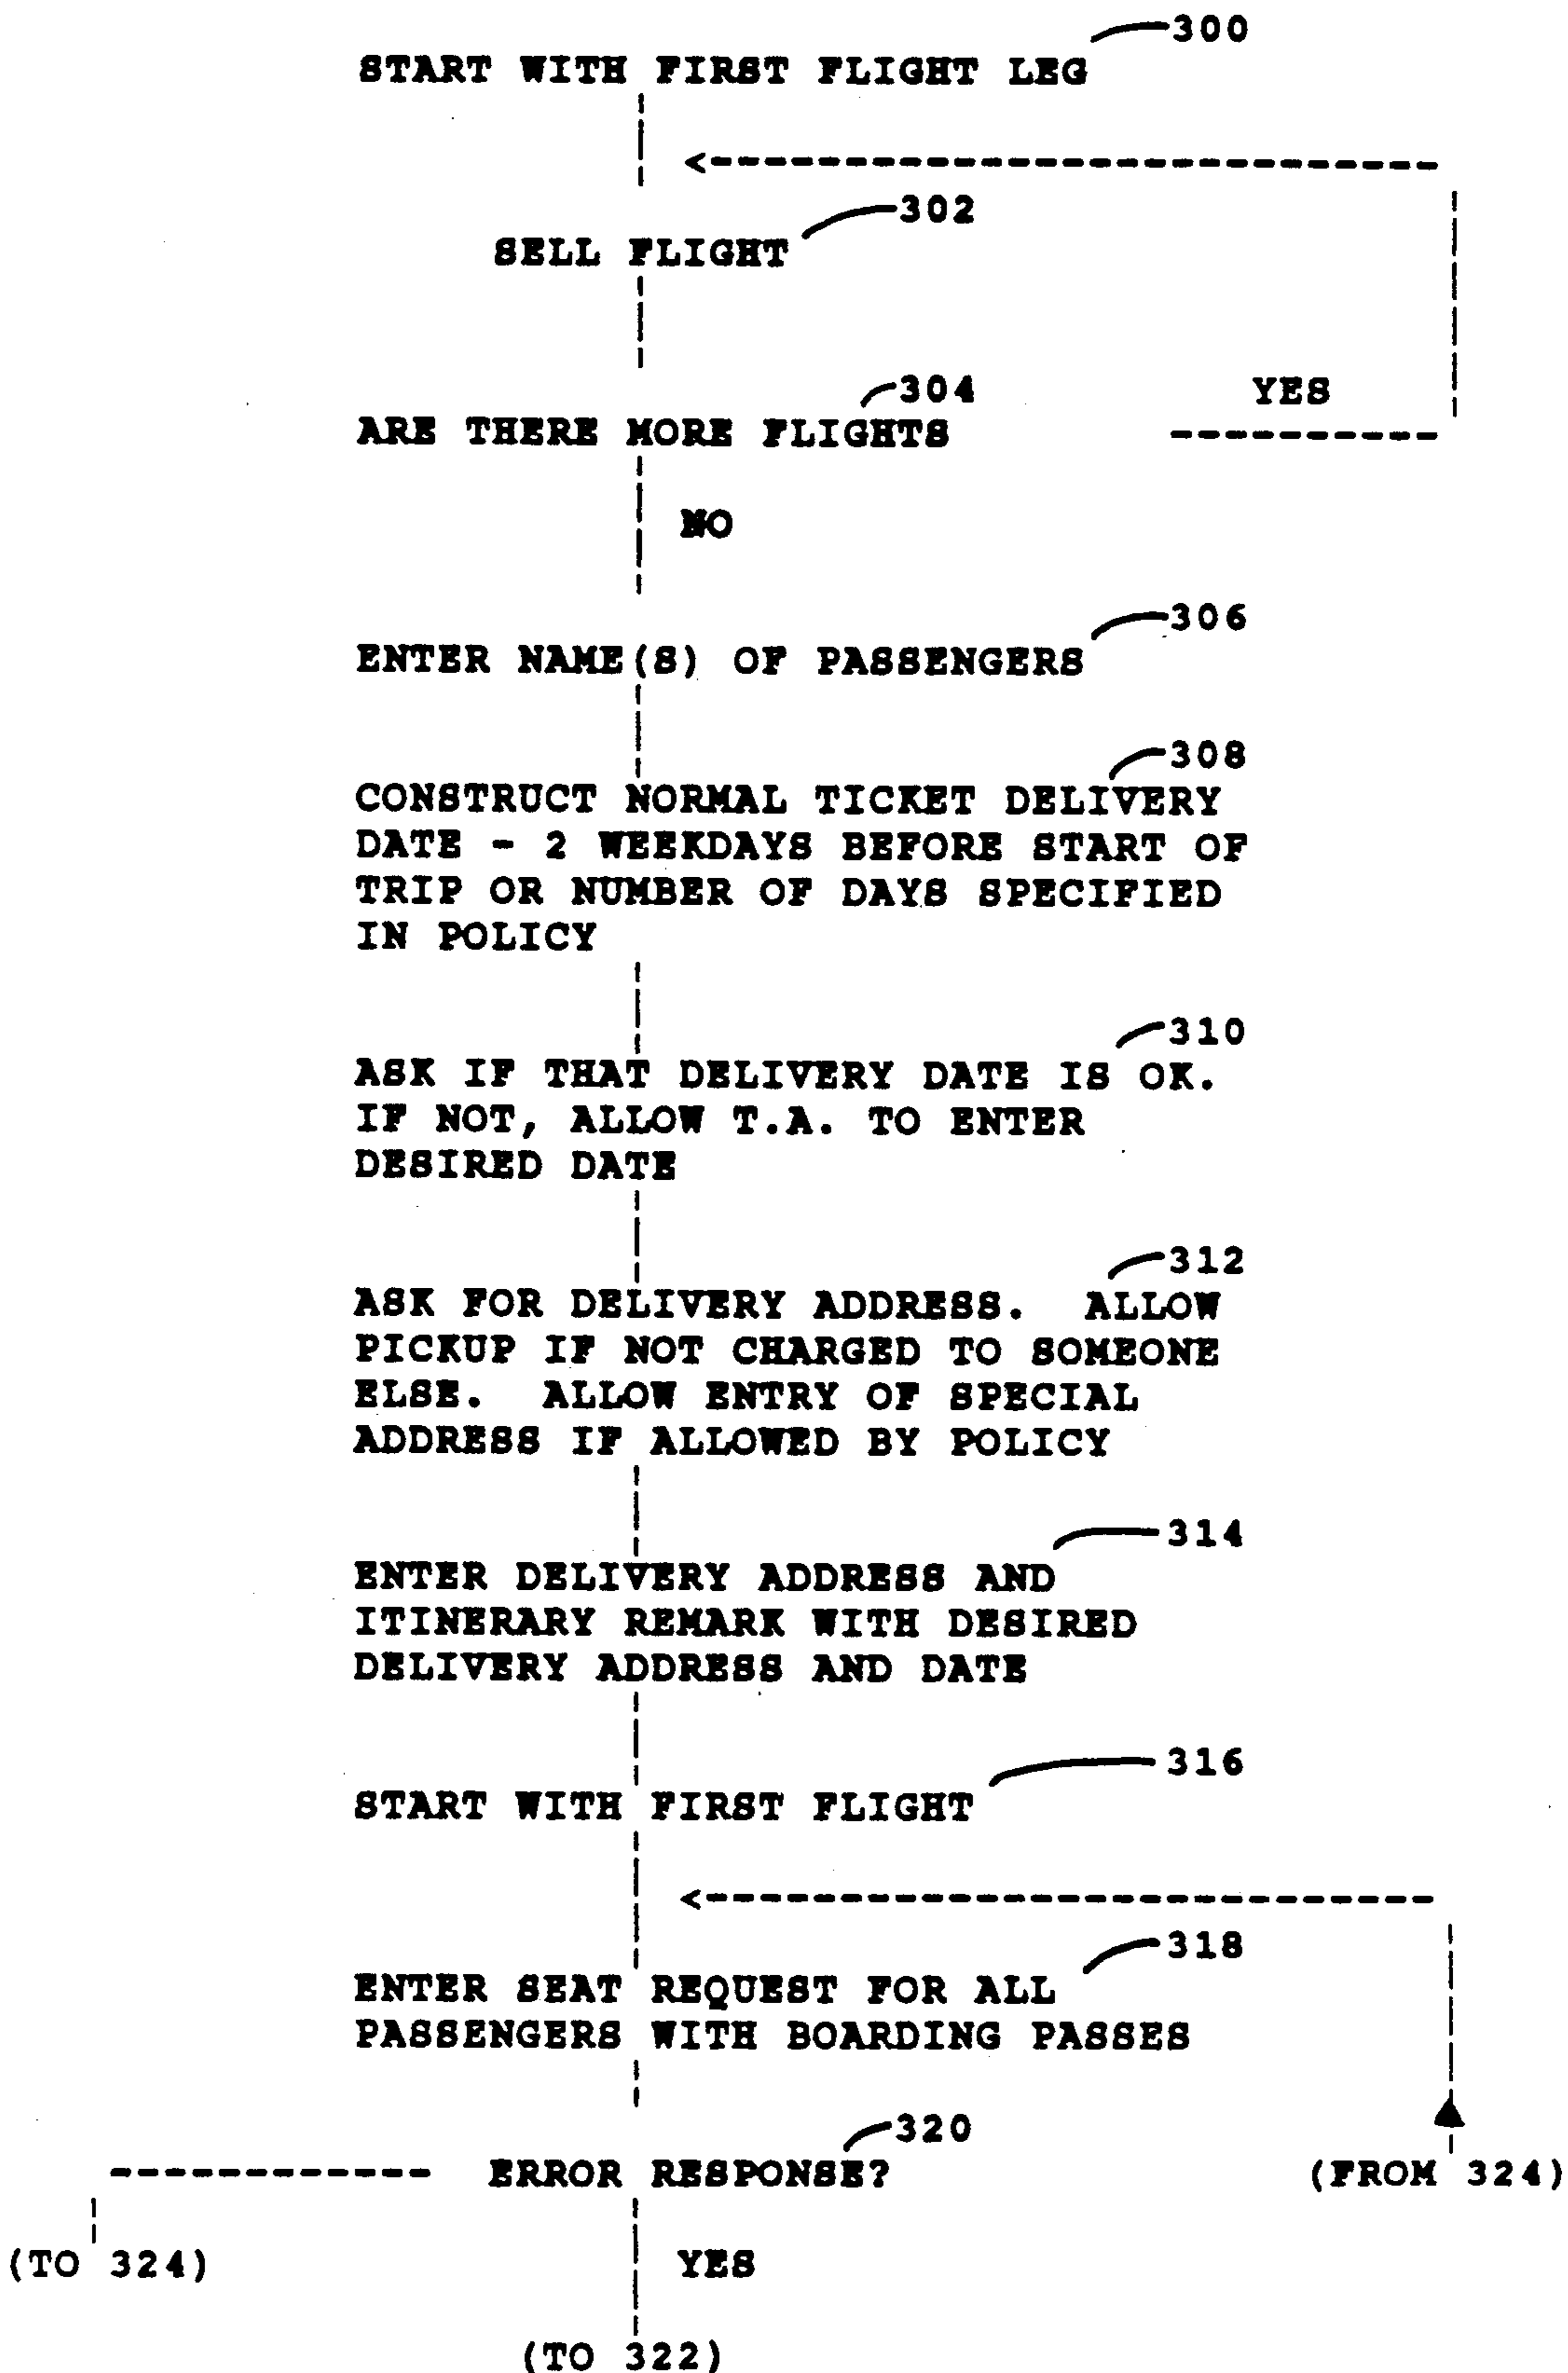 300
START WITH FIRST FLIGHT LEG
302
SELL FLIGHT
304
YES
ARE THERE MORE FLIGHTS
NO
306
ENTER NAME(S) OF PASSENGERS
308
CONSTRUCT NORMAL TICKET DELIVERY
DATE - 2 WEEKDAYS BEFORE START OF
TRIP OR NUMBER OF DAYS SPECIFIED
IN POLICY
310
ASK IF THAT DELIVERY DATE IS OK.
IF NOT, ALLOW T.A. TO ENTER
DESIRED DATE
312
ASK FOR DELIVERY ADDRESS. ALLOW
PICKUP IF NOT CHARGED TO SOMEONE
ELSE. ALLOW ENTRY OF SPECIAL
ADDRESS IF ALLOWED BY POLICY
314
ENTER DELIVERY ADDRESS AND
ITINERARY REMARK WITH DESIRED
DELIVERY ADDRESS AND DATE
316
START WITH FIRST FLIGHT
318
ENTER SEAT REQUEST FOR ALL
PASSENGERS WITH BOARDING PASSES
320
ERROR RESPONSE?
(FROM 324)
(TO 324)
YES
(TO 322)